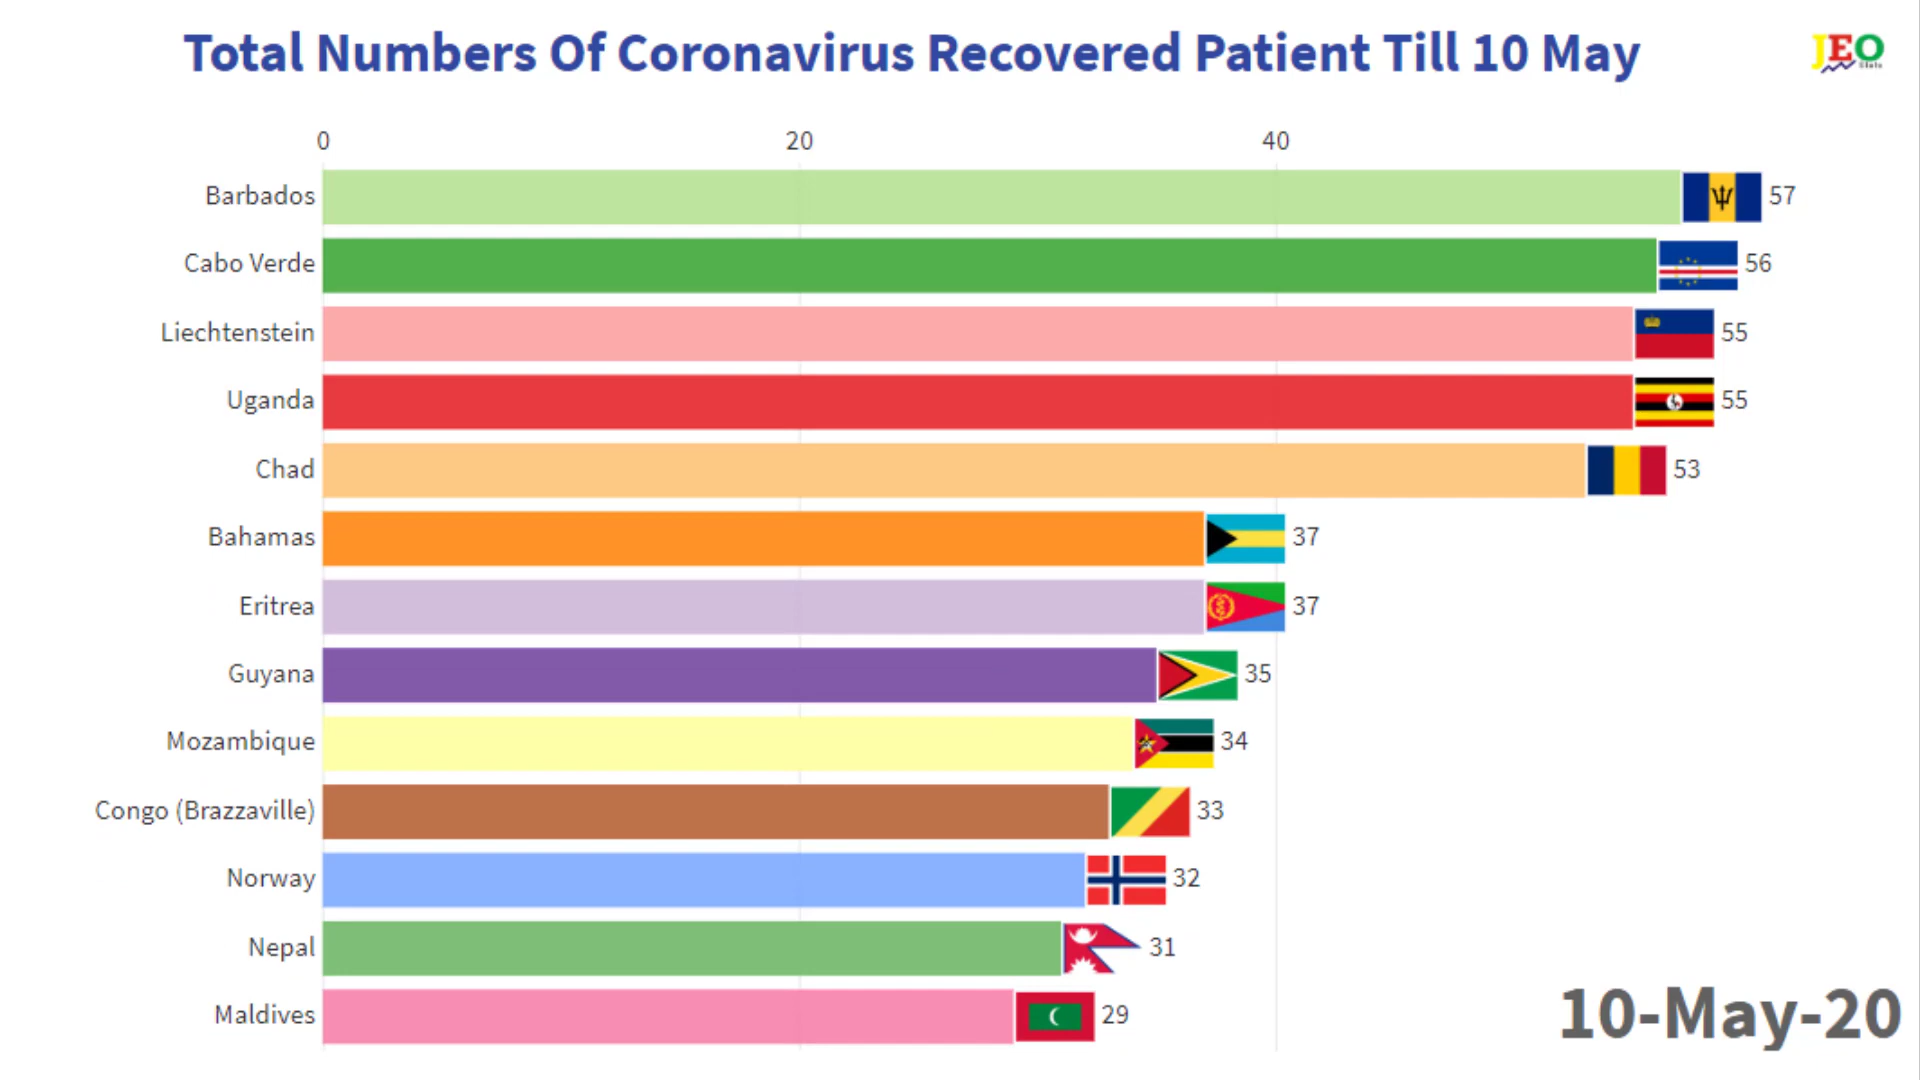 Total Numbers Of Coronavirus Recovered Patient Till 10 May
JEO
Stats
0 20 40
Barbados 57
Cabo Verde 56
Liechtenstein 55
Uganda 55
Chad 53
Bahamas 37
Eritrea 37
Guyana 35
Mozambique 34
Congo (Brazzaville) 33
Norway 32
Nepal 31
Maldives 29
10-May-20